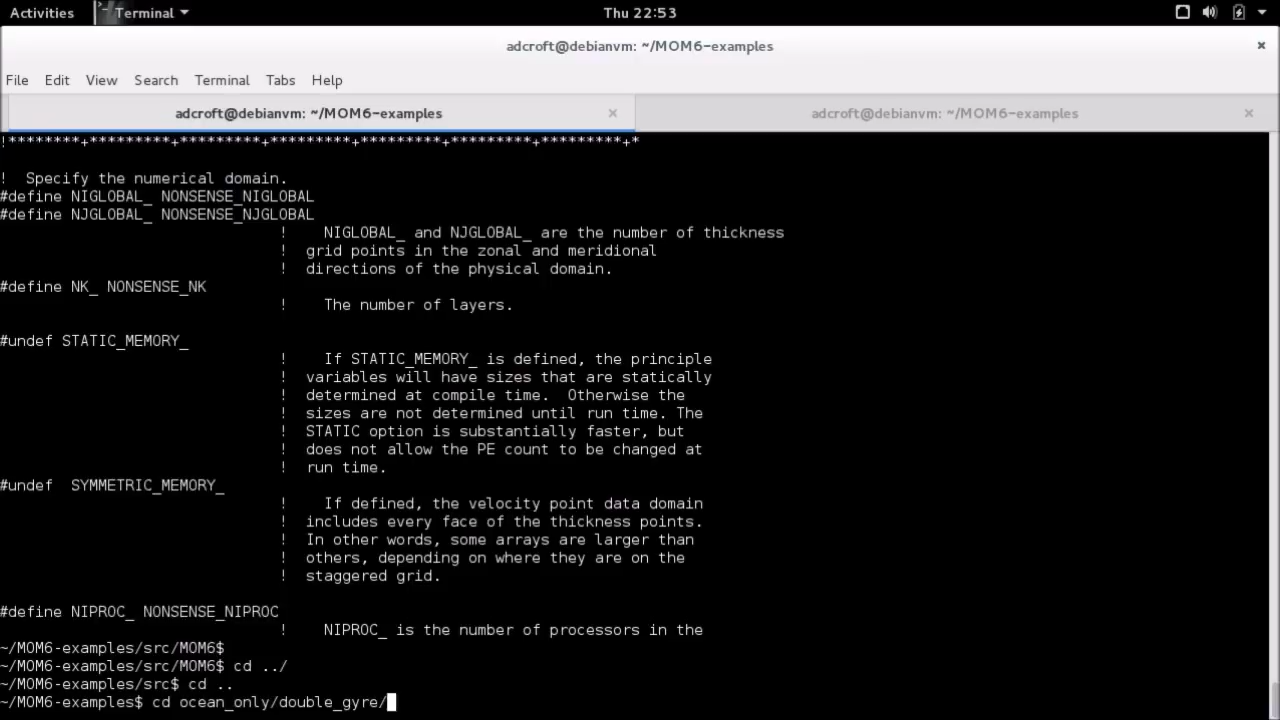 Activities Terminal Thu 22:53
adcroft@debianvm: ~/MOM6-examples
File Edit View Search Terminal Tabs Help
adcroft@debianvm: ~/MOM6-examples adcroft@debianvm: ~/MOM6-examples
!********+*********+*********+*********+*********+*********+*********+*
! Specify the numerical domain.
#define NIGLOBAL_ NONSENSE_NIGLOBAL
#define NJGLOBAL_ NONSENSE_NJGLOBAL
! NIGLOBAL_ and NJGLOBAL_ are the number of thickness
! grid points in the zonal and meridional
! directions of the physical domain.
#define NK_ NONSENSE_NK
! The number of layers.
#undef STATIC_MEMORY_
! If STATIC_MEMORY_ is defined, the principle
! variables will have sizes that are statically
! determined at compile time. Otherwise the
! sizes are not determined until run time. The
! STATIC option is substantially faster, but
! does not allow the PE count to be changed at
! run time.
#undef SYMMETRIC_MEMORY_
! If defined, the velocity point data domain
! includes every face of the thickness points.
! In other words, some arrays are larger than
! others, depending on where they are on the
! staggered grid.
#define NIPROC_ NONSENSE_NIPROC
! NIPROC_ is the number of processors in the
~/MOM6-examples/src/MOM6$
~/MOM6-examples/src/MOM6$ cd ../
~/MOM6-examples/src$ cd ..
~/MOM6-examples$ cd ocean_only/double_gyre/